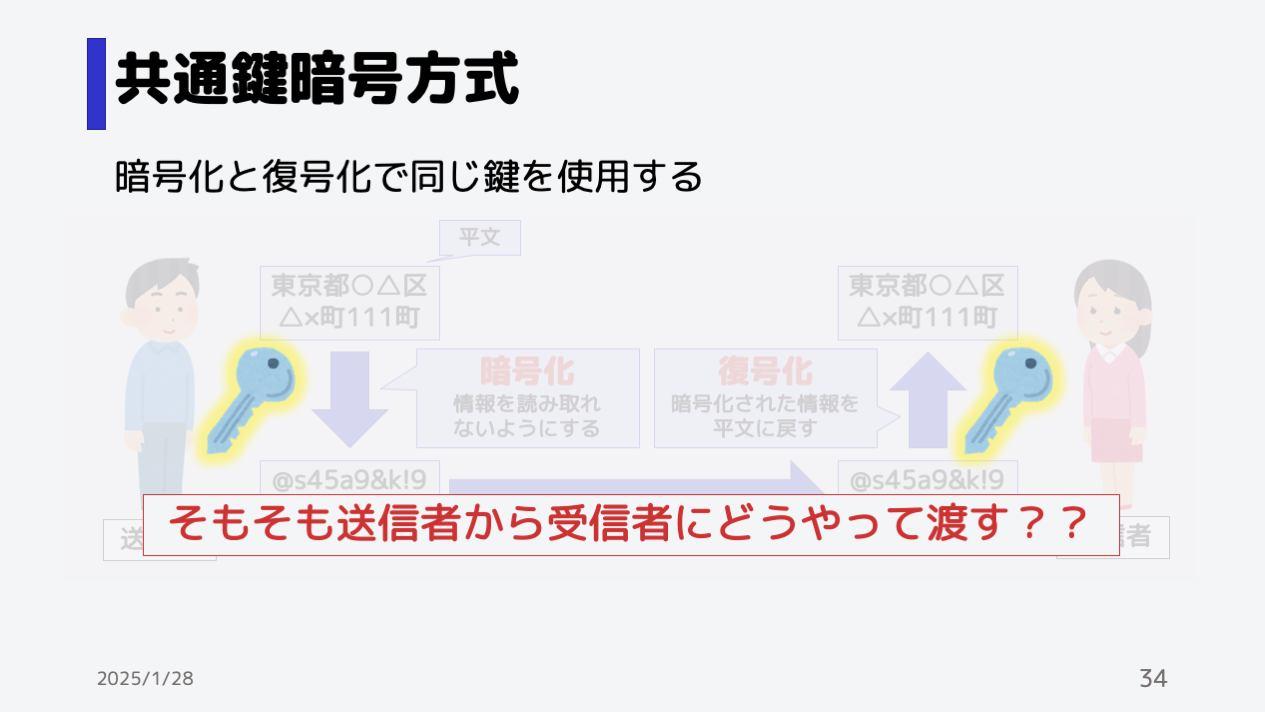 共通鍵暗号方式
暗号化と復号化で同じ鍵を使用する
平文
東京都〇△区
△×町111町
東京都〇△区
△×町111町
暗号化
情報を読み取れ
ないようにする
復号化
暗号化された情報を
平文に戻す
@s45a9&k!9
@s45a9&k!9
そもそも送信者から受信者にどうやって渡す？？
送
信者
2025/1/28
34